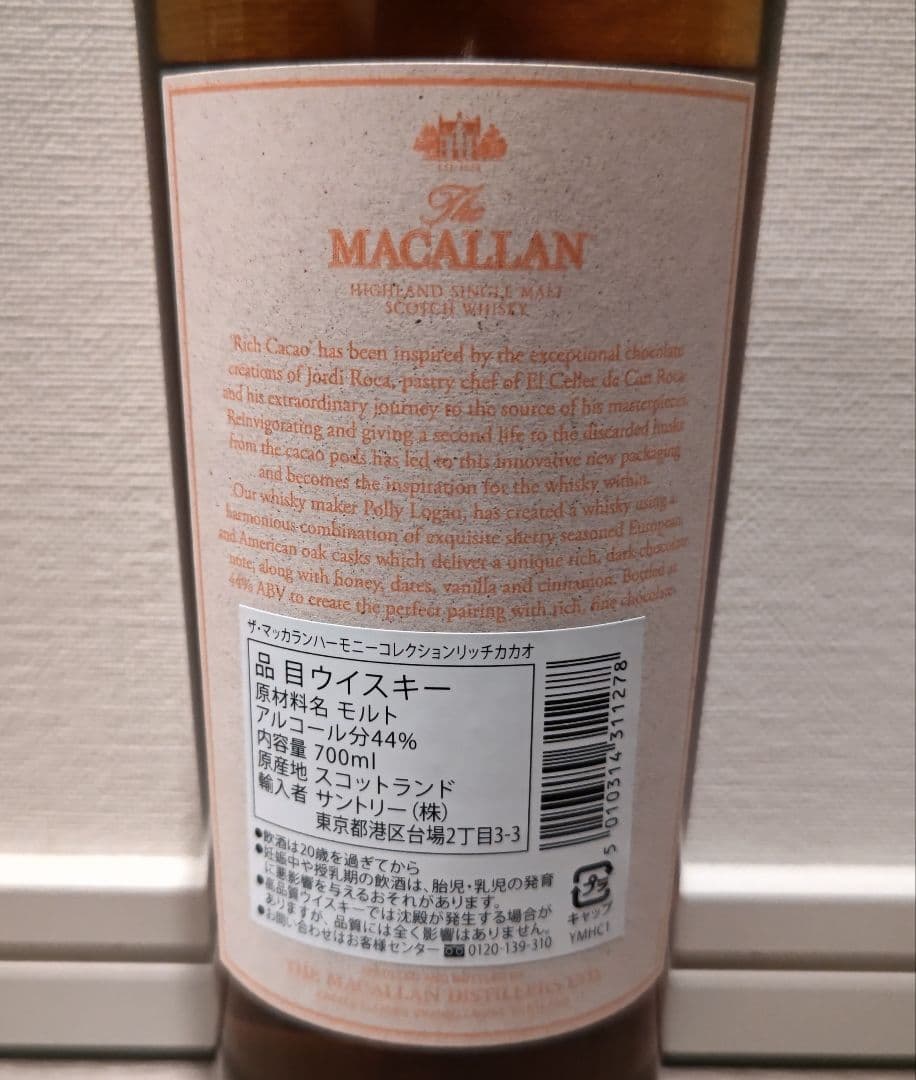 The
MACALLAN
HIGHLAND SINGLE MALT
SCOTCH WHISKY
'Rich Cacao' has been inspired by the exceptional chocolate
creations of Jordi Roca, pastry chef of El Celler de Can Roca
and his extraordinary journey to the source of his masterpieces.
Reinvigorating and giving a second life to the discarded husks
from the cacao pods has led to this innovative new packaging
and becomes the inspiration for the whisky within.
Our whisky maker Polly Logan, has created a whisky using a
harmonious combination of exquisite sherry seasoned European
and American oak casks which deliver a unique rich, dark chocolate
note, along with honey, dates, vanilla and cinnamon. Bottled at
44% ABV to create the perfect pairing with rich, fine chocolate.
ザ・マッカランハーモニーコレクションリッチカカオ
品目ウイスキー
原材料名 モルト
アルコール分44%
内容量 700ml
原産地 スコットランド
輸入者 サントリー(株)
東京都港区台場2丁目3-3
5 010314 311278
●飲酒は20歳を過ぎてから
●妊娠中や授乳期の飲酒は、胎児・乳児の発育
に悪影響を与えるおそれがあります。
●高品質ウイスキーでは沈殿が発生する場合が
ありますが、品質には全く影響はありません。
●お問い合わせはお客様センター 0120-139-310
プラ
キャップ
YMHC1
THE MACALLAN DISTILLERS LTD